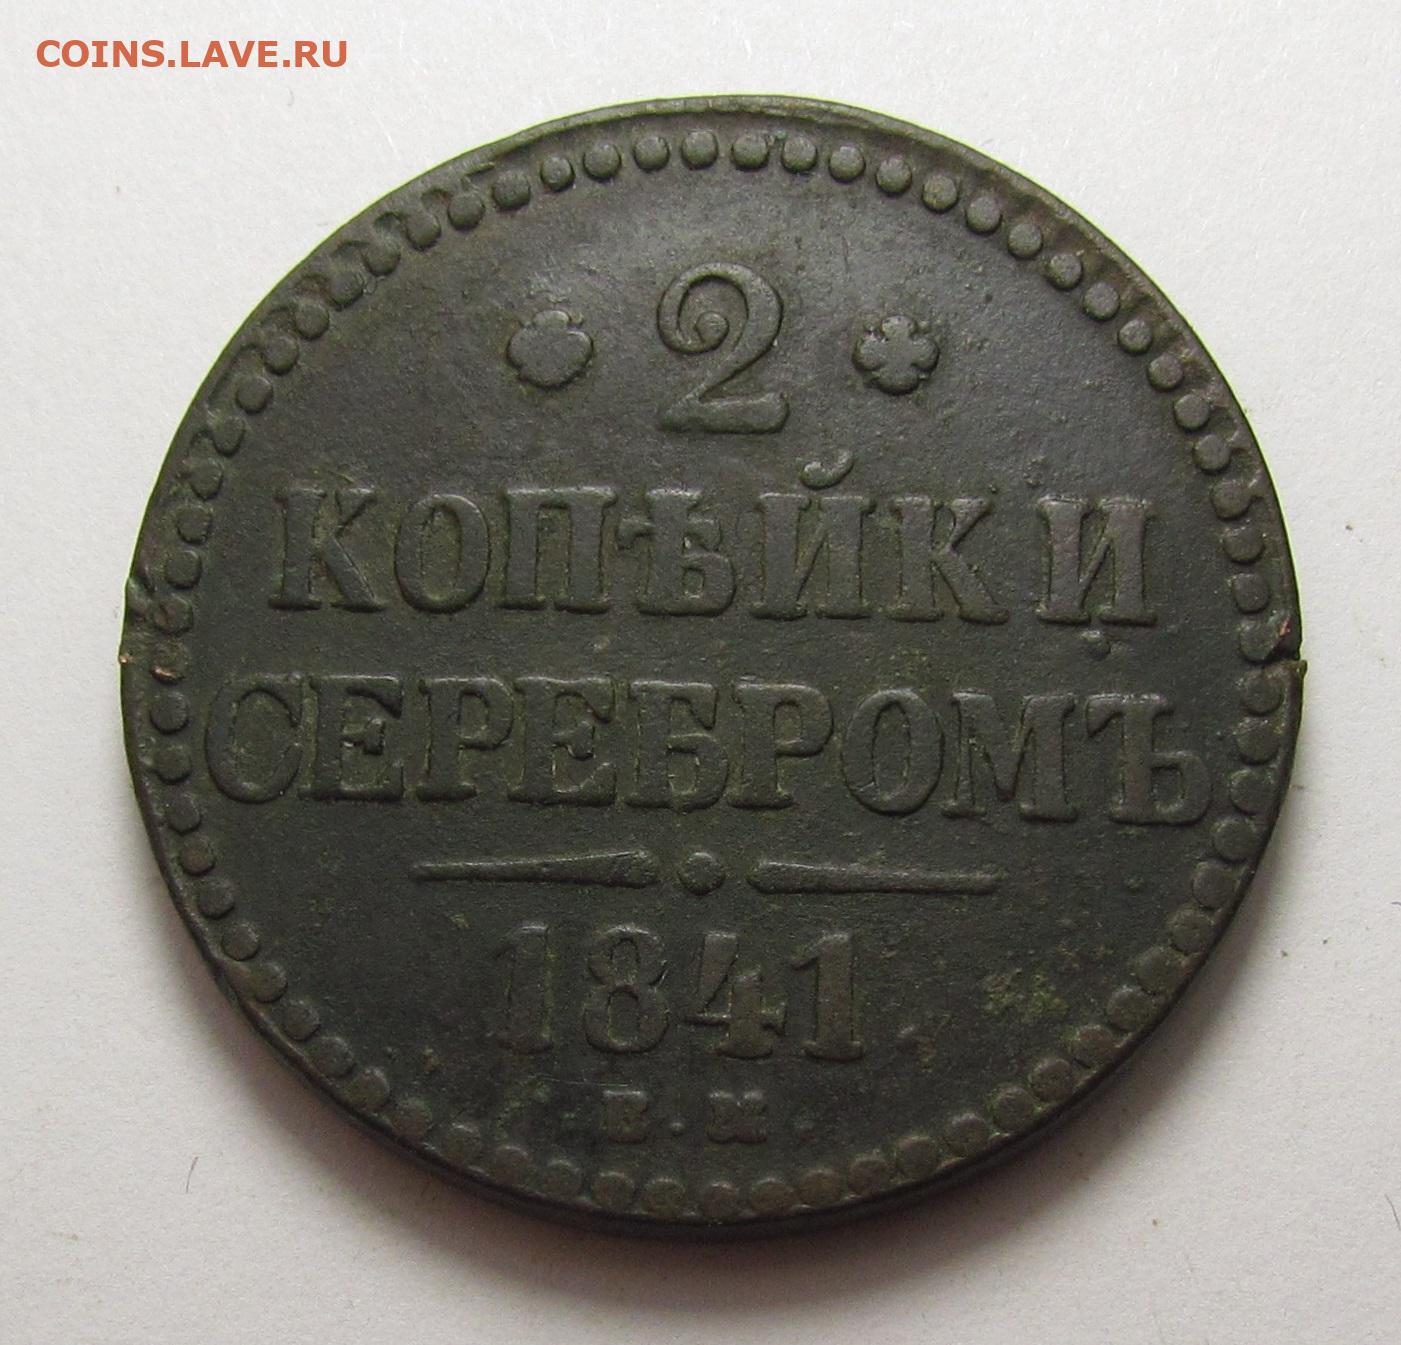 COINS.LAVE.RU
2
КОПѢЙКИ
СЕРЕБРОМЪ
1841.
Е.М.